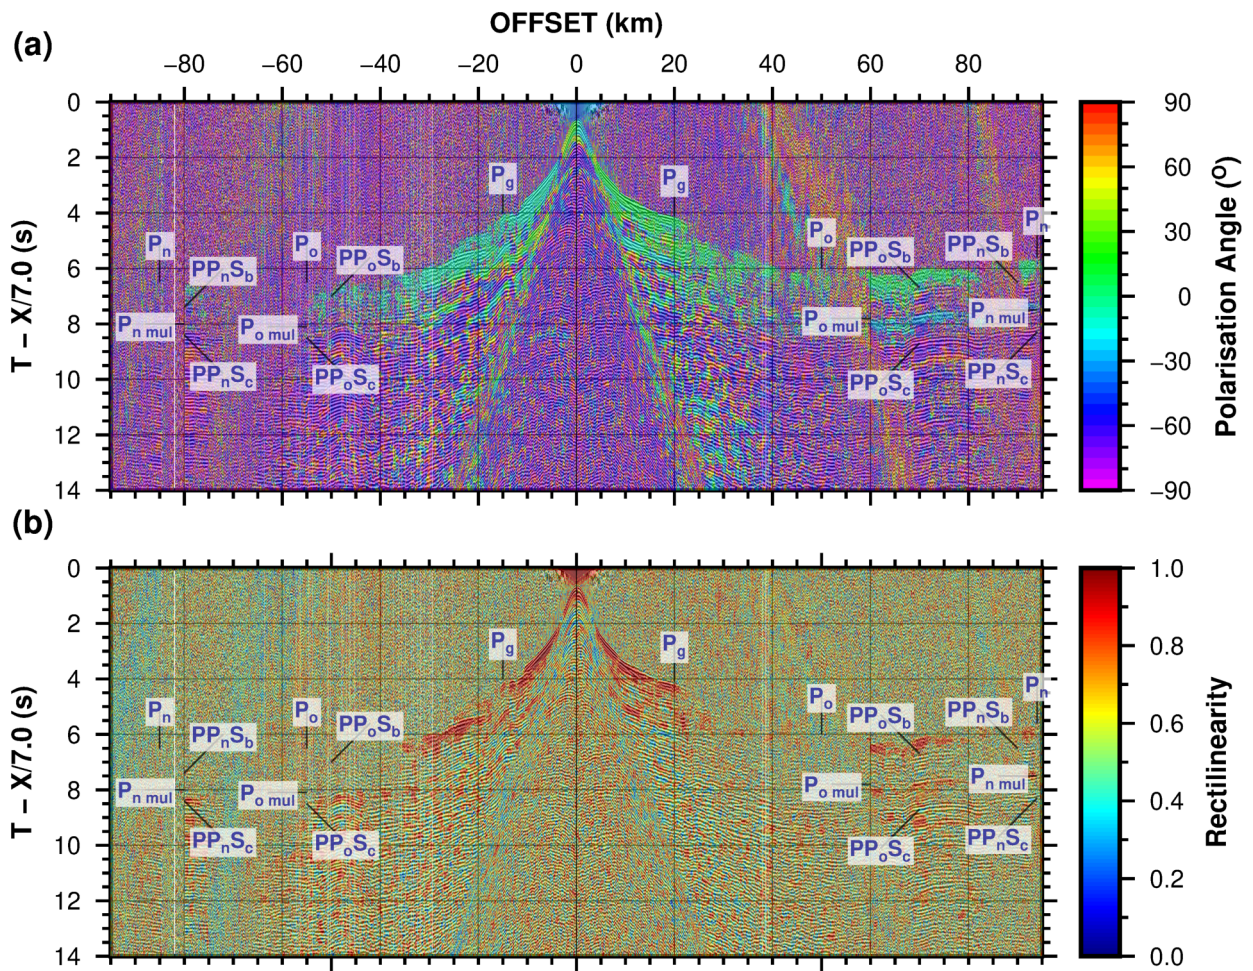 OFFSET (km)
(a)
−80 −60 −40 −20 0 20 40 60 80
0
2
4
6
8
10
12
14
T − X/7.0 (s)
Pg
Pg
Pn
Po
PPnSb
PPoSb
Pn mul
Po mul
PPnSc
PPoSc
Po
PPoSb
PPnSb
Pn
Po mul
Pn mul
PPoSc
PPnSc
90
60
30
0
−30
−60
−90
Polarisation Angle (O)
(b)
0
2
4
6
8
10
12
14
T − X/7.0 (s)
Pg
Pg
Pn
Po
PPnSb
PPoSb
Pn mul
Po mul
PPnSc
PPoSc
Po
PPoSb
PPnSb
Pn
Po mul
Pn mul
PPoSc
PPnSc
1.0
0.8
0.6
0.4
0.2
0.0
Rectilinearity